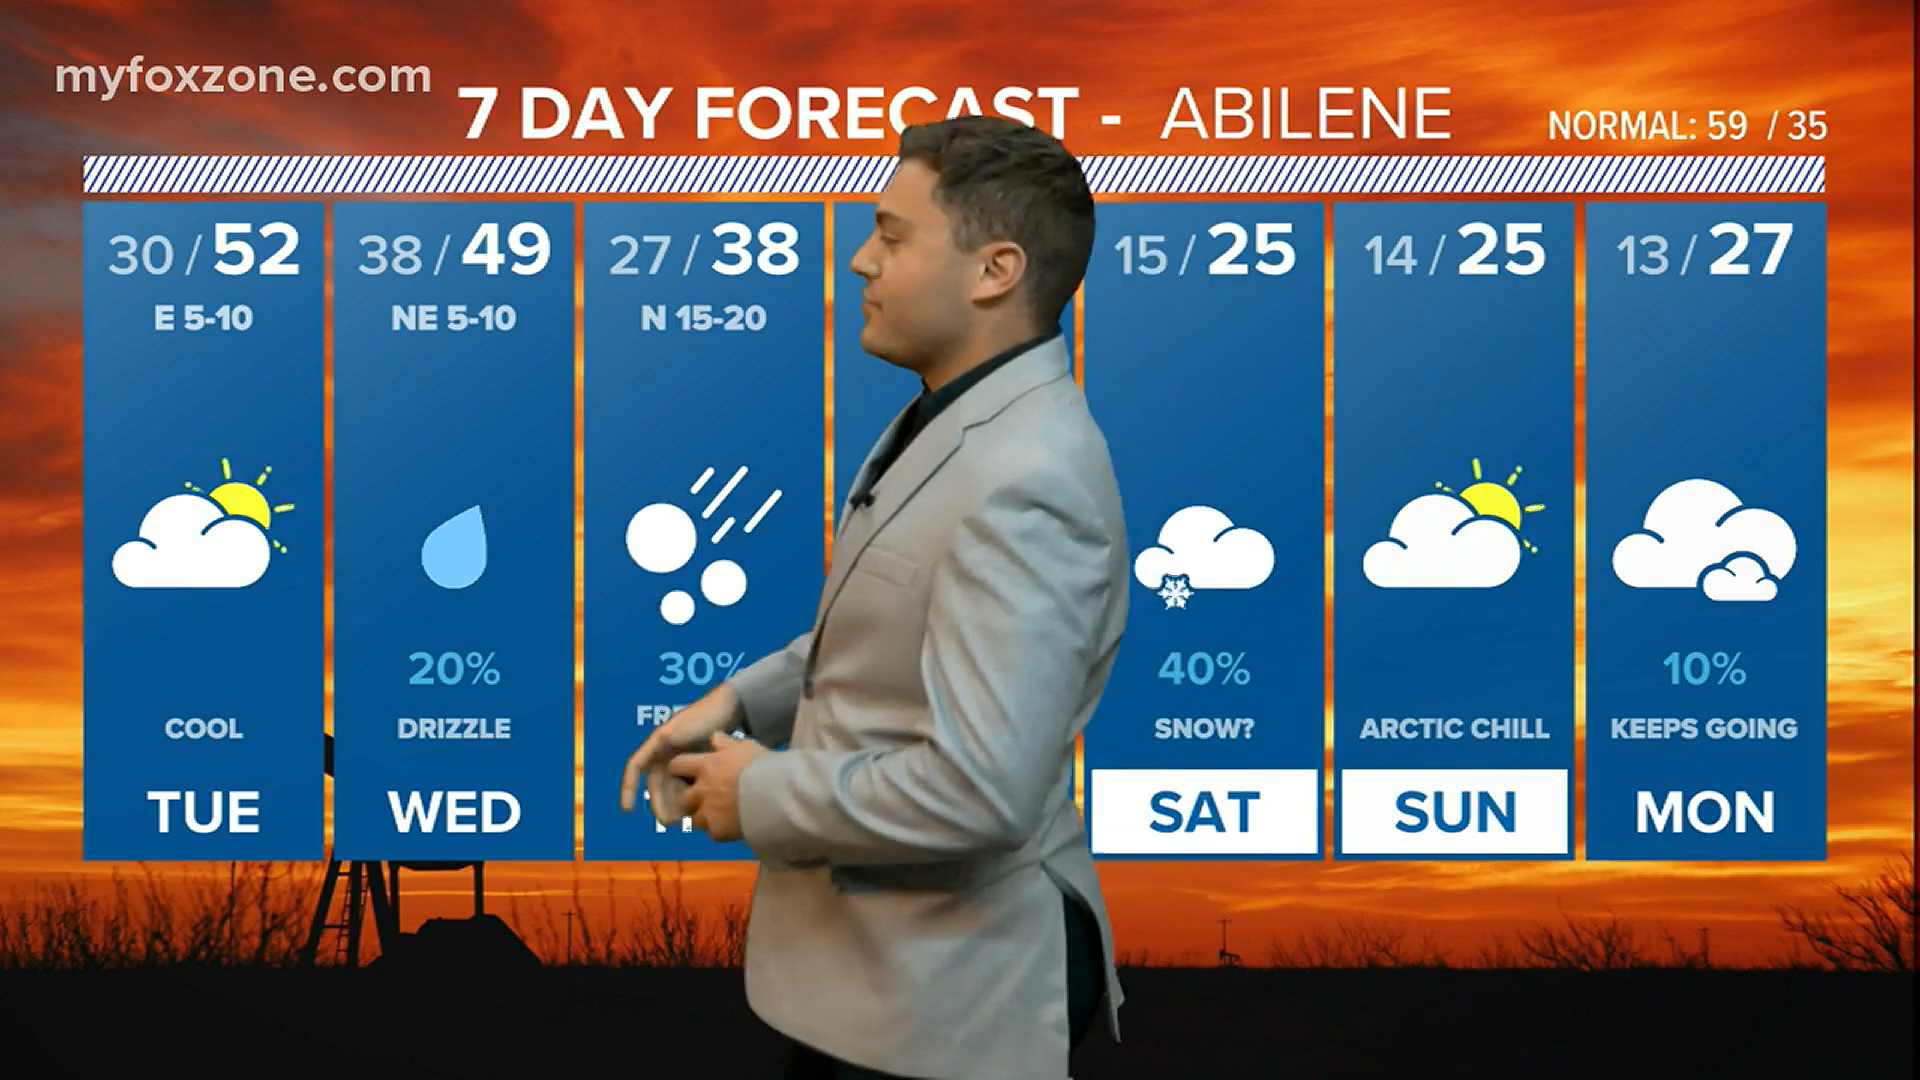 myfoxzone.com
7 DAY FORECAST - ABILENE
NORMAL: 59 / 35
30 / 52
E 5-10
COOL
TUE
38 / 49
NE 5-10
20%
DRIZZLE
WED
27 / 38
N 15-20
30%
15 / 25
40%
SNOW?
SAT
14 / 25
ARCTIC CHILL
SUN
13 / 27
10%
KEEPS GOING
MON